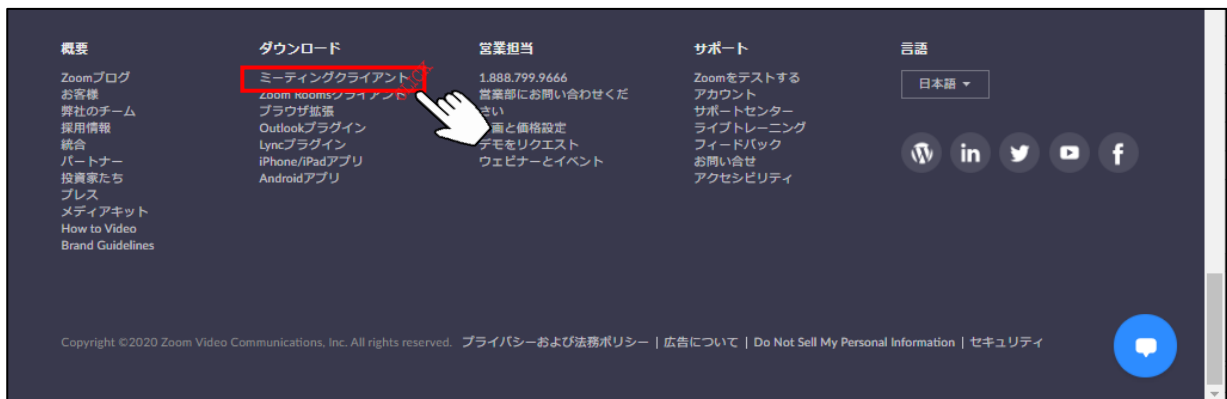 概要
Zoomブログ
お客様
弊社のチーム
採用情報
統合
パートナー
投資家たち
プレス
メディアキット
How to Video
Brand Guidelines
ダウンロード
ミーティングクライアント
Zoom Roomsクライアント
ブラウザ拡張
Outlookプラグイン
Lyncプラグイン
iPhone/iPadアプリ
Androidアプリ
営業担当
1.888.799.9666
営業部にお問い合わせくだ
さい
画と価格設定
デモをリクエスト
ウェビナーとイベント
サポート
Zoomをテストする
アカウント
サポートセンター
ライブトレーニング
フィードバック
お問い合せ
アクセシビリティ
言語
日本語
in
f
Copyright ©2020 Zoom Video Communications, Inc. All rights reserved. プライバシーおよび法務ポリシー | 広告について | Do Not Sell My Personal Information | セキュリティ